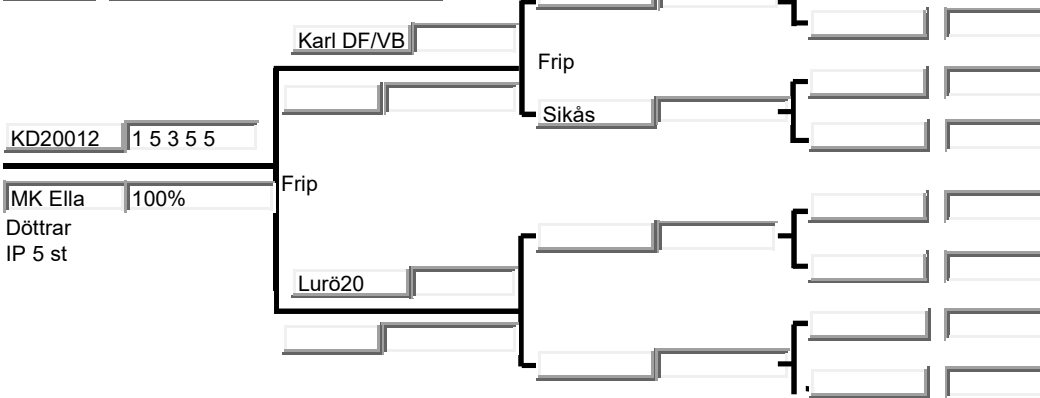 Karl DF/VB
Frip
Sikås
KD20012 1 5 3 5 5
Frip
MK Ella 100%
Döttrar
IP 5 st
Lurö20